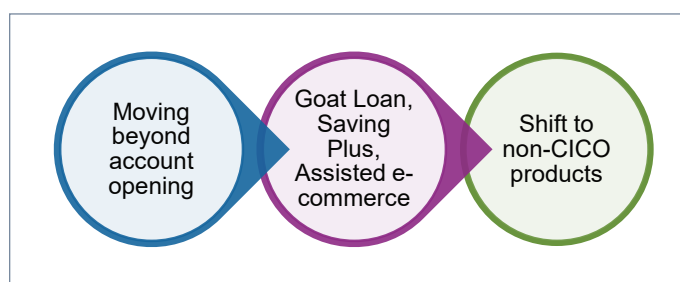 Moving
beyond
account
opening
Goat Loan,
Saving
Plus,
Assisted e-
commerce
Shift to
non-CICO
products